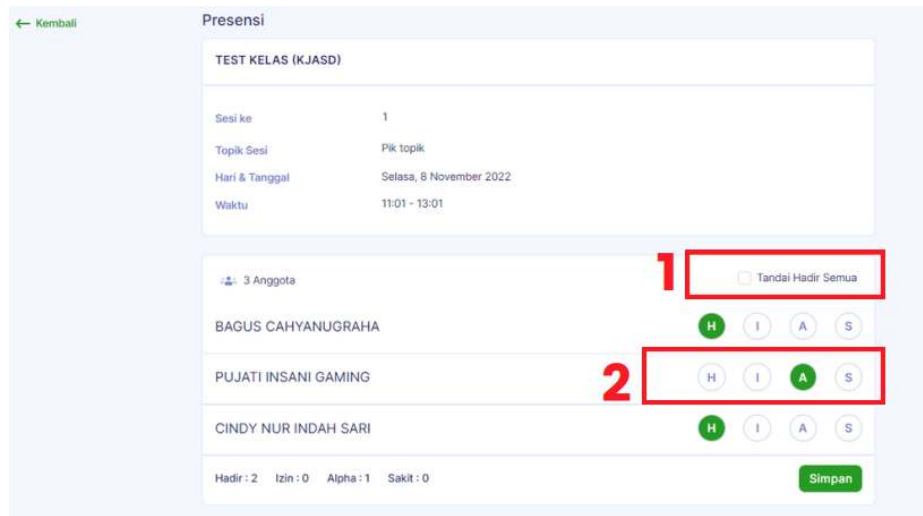 ← Kembali
Presensi
TEST KELAS (KJASD)
Sesi ke 1
Topik Sesi Pik topik
Hari & Tanggal Selasa, 8 November 2022
Waktu 11:01 - 13:01
1
3 Anggota Tandai Hadir Semua
BAGUS CAHYANUGRAHA H I A S
2
PUJATI INSANI GAMING H I A S
CINDY NUR INDAH SARI H I A S
Hadir : 2 Izin : 0 Alpha : 1 Sakit : 0 Simpan